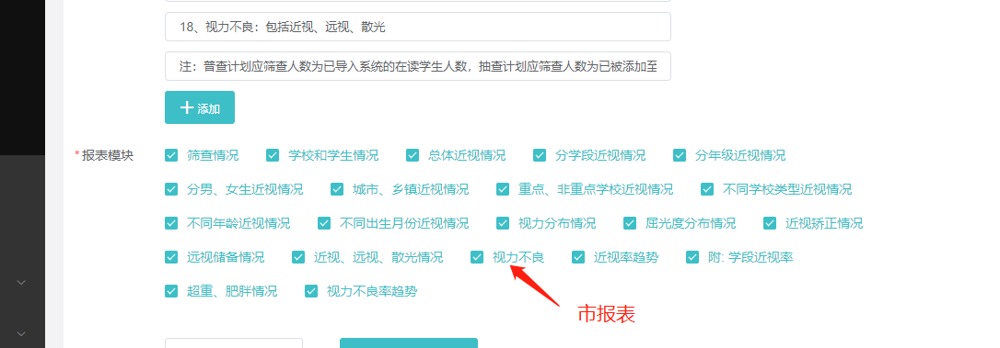 18、视力不良：包括近视、远视、散光
注：普查计划应筛查人数为已导入系统的在读学生人数，抽查计划应筛查人数为已被添加至
添加
*报表模块 筛查情况 学校和学生情况 总体近视情况 分学段近视情况 分年级近视情况
分男、女生近视情况 城市、乡镇近视情况 重点、非重点学校近视情况 不同学校类型近视情况
不同年龄近视情况 不同出生月份近视情况 视力分布情况 屈光度分布情况 近视矫正情况
远视储备情况 近视、远视、散光情况 视力不良 近视率趋势 附: 学段近视率
超重、肥胖情况 视力不良率趋势
市报表